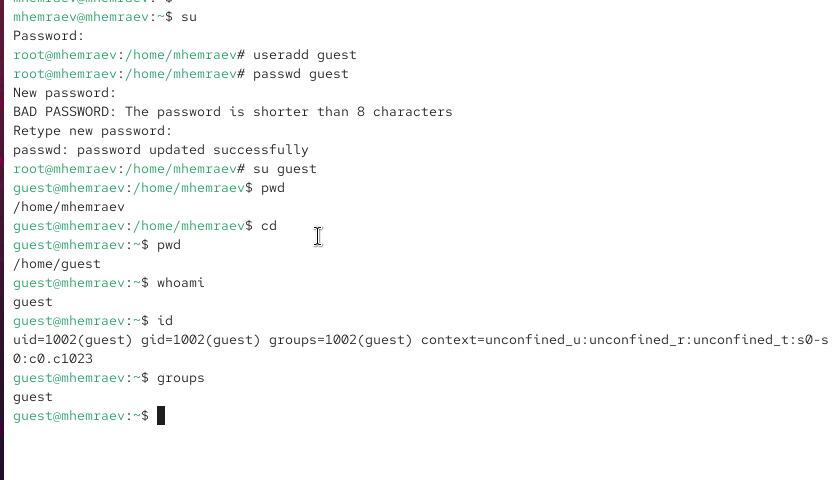 mhemraev@mhemraev:~$
mhemraev@mhemraev:~$ su
Password:
root@mhemraev:/home/mhemraev# useradd guest
root@mhemraev:/home/mhemraev# passwd guest
New password:
BAD PASSWORD: The password is shorter than 8 characters
Retype new password:
passwd: password updated successfully
root@mhemraev:/home/mhemraev# su guest
guest@mhemraev:/home/mhemraev$ pwd
/home/mhemraev
guest@mhemraev:/home/mhemraev$ cd
guest@mhemraev:~$ pwd
/home/guest
guest@mhemraev:~$ whoami
guest
guest@mhemraev:~$ id
uid=1002(guest) gid=1002(guest) groups=1002(guest) context=unconfined_u:unconfined_r:unconfined_t:s0-s
0:c0.c1023
guest@mhemraev:~$ groups
guest
guest@mhemraev:~$